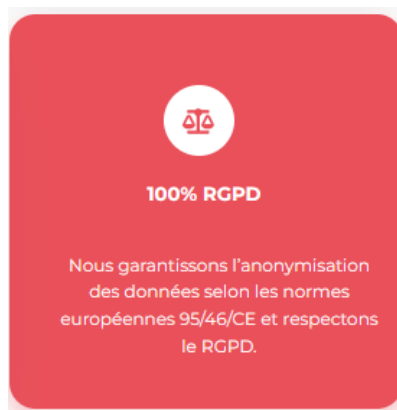 100% RGPD
Nous garantissons l’anonymisation
des données selon les normes
européennes 95/46/CE et respectons
le RGPD.